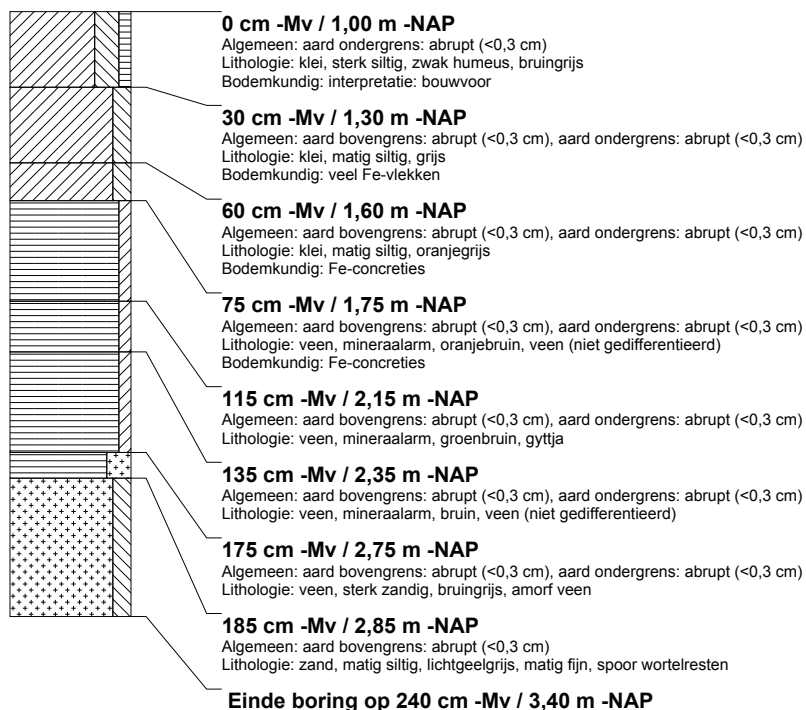 0 cm -Mv / 1,00 m -NAP
Algemeen: aard ondergrens: abrupt (<0,3 cm)
Lithologie: klei, sterk siltig, zwak humeus, bruingrijs
Bodemkundig: interpretatie: bouwvoor
30 cm -Mv / 1,30 m -NAP
Algemeen: aard bovengrens: abrupt (<0,3 cm), aard ondergrens: abrupt (<0,3 cm)
Lithologie: klei, matig siltig, grijs
Bodemkundig: veel Fe-vlekken
60 cm -Mv / 1,60 m -NAP
Algemeen: aard bovengrens: abrupt (<0,3 cm), aard ondergrens: abrupt (<0,3 cm)
Lithologie: klei, matig siltig, oranjegrijs
Bodemkundig: Fe-concreties
75 cm -Mv / 1,75 m -NAP
Algemeen: aard bovengrens: abrupt (<0,3 cm), aard ondergrens: abrupt (<0,3 cm)
Lithologie: veen, mineraalarm, oranjebruin, veen (niet gedifferentieerd)
Bodemkundig: Fe-concreties
115 cm -Mv / 2,15 m -NAP
Algemeen: aard bovengrens: abrupt (<0,3 cm), aard ondergrens: abrupt (<0,3 cm)
Lithologie: veen, mineraalarm, groenbruin, gyttja
135 cm -Mv / 2,35 m -NAP
Algemeen: aard bovengrens: abrupt (<0,3 cm), aard ondergrens: abrupt (<0,3 cm)
Lithologie: veen, mineraalarm, bruin, veen (niet gedifferentieerd)
175 cm -Mv / 2,75 m -NAP
Algemeen: aard bovengrens: abrupt (<0,3 cm), aard ondergrens: abrupt (<0,3 cm)
Lithologie: veen, sterk zandig, bruingrijs, amorf veen
185 cm -Mv / 2,85 m -NAP
Algemeen: aard bovengrens: abrupt (<0,3 cm)
Lithologie: zand, matig siltig, lichtgeelgrijs, matig fijn, spoor wortelresten
Einde boring op 240 cm -Mv / 3,40 m -NAP